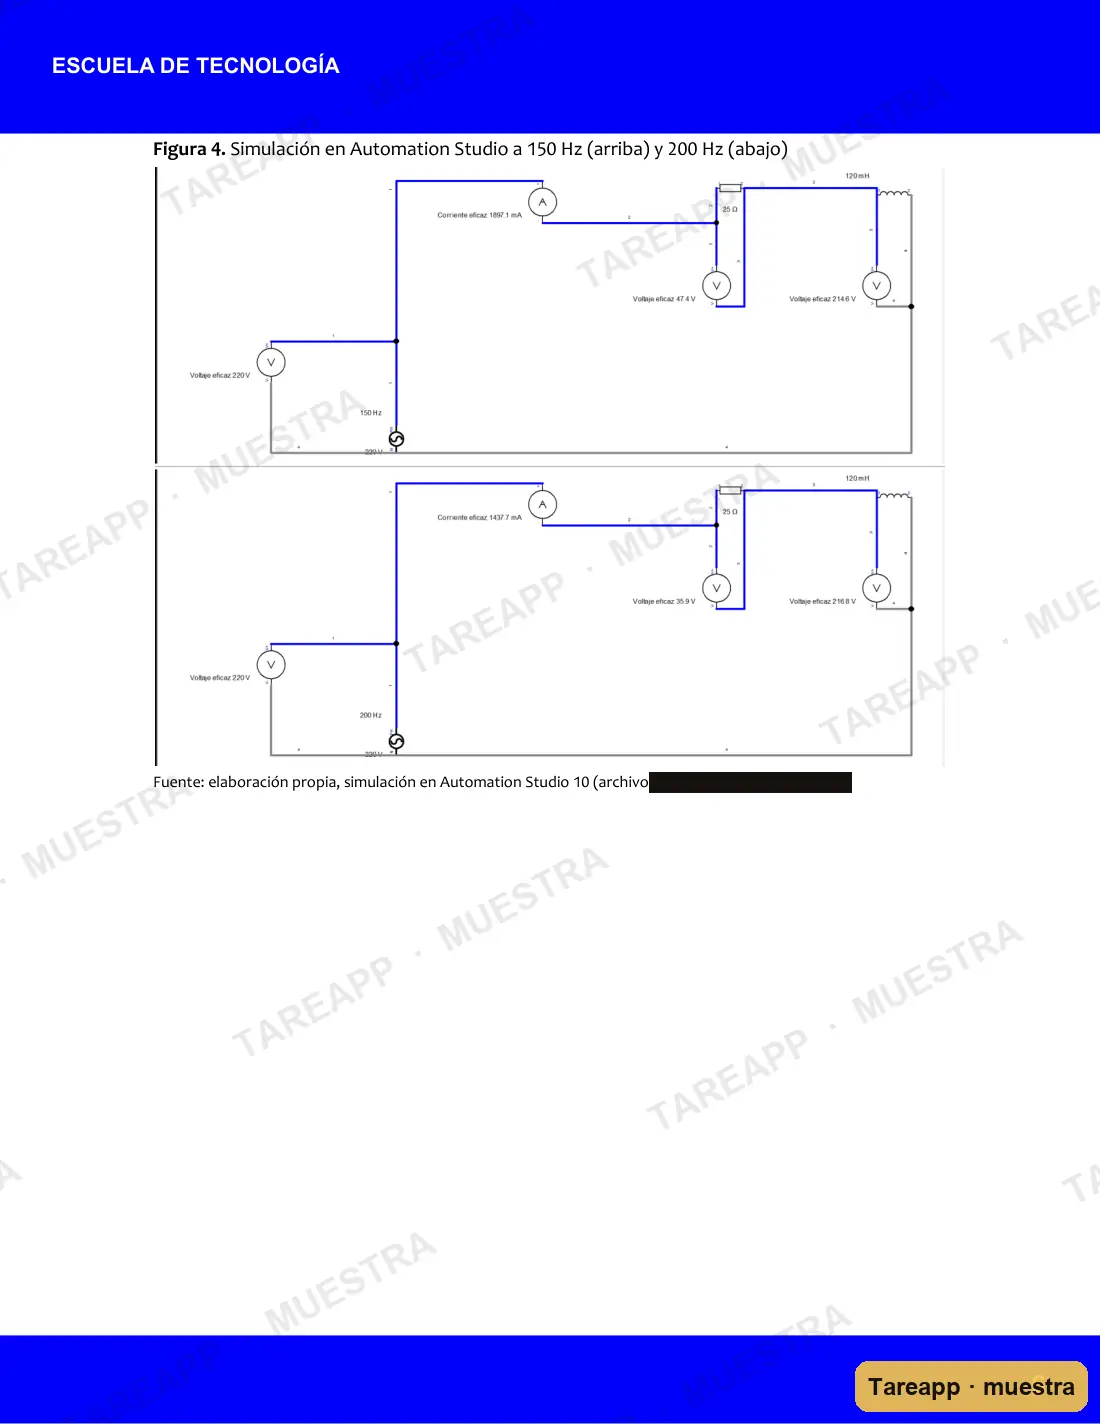 ESCUELA DE TECNOLOGÍA
Figura 4. Simulación en Automation Studio a 150 Hz (arriba) y 200 Hz (abajo)
120 mH
A
Corriente eficaz 1897.1 mA
25 Ω
V
Voltaje eficaz 47.4 V
V
Voltaje eficaz 214.6 V
V
Voltaje eficaz 220 V
150 Hz
220 V
120 mH
A
Corriente eficaz 1437.7 mA
25 Ω
V
Voltaje eficaz 35.9 V
V
Voltaje eficaz 216.8 V
V
Voltaje eficaz 220 V
200 Hz
220 V
Fuente: elaboración propia, simulación en Automation Studio 10 (archivo
TAREAPP · MUESTRA
Tareapp · muestra